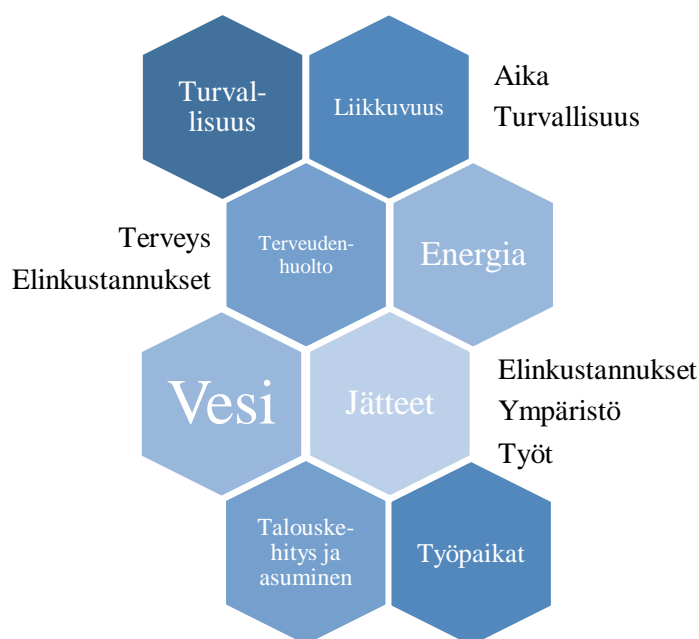 Turval-
lisuus
Liikkuvuus
Aika
Turvallisuus
Terveys
Elinkustannukset
Terveuden-
huolto
Energia
Vesi
Jätteet
Elinkustannukset
Ympäristö
Työt
Talouske-
hitys ja
asuminen
Työpaikat